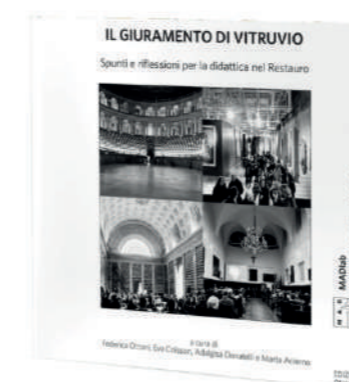 IL GIURAMENTO DI VITRUVIO
Spunti e riflessioni per la didattica nel Restauro
a cura di
Federica Ottoni, Eva Coïsson, Adalgisa Donatelli e Marta Acierno
MADlab